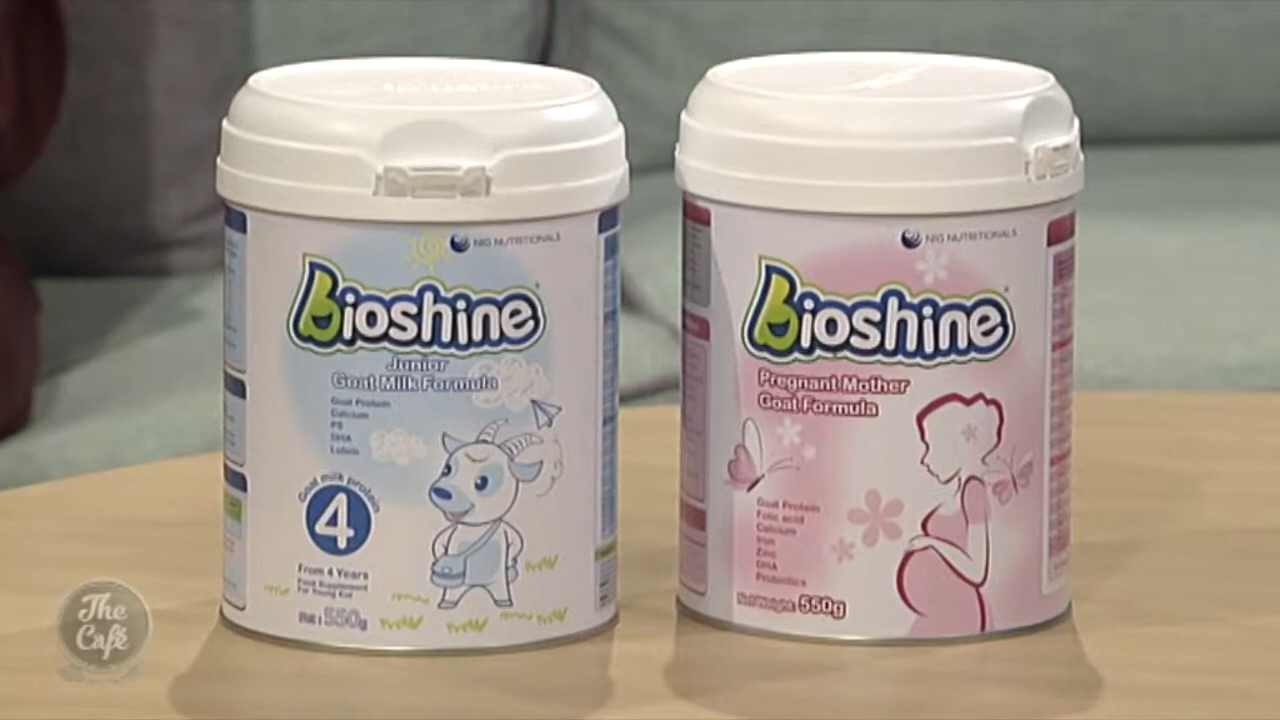 NIG NUTRITIONALS
Bioshine
Junior
Goat Milk Formula
Goat Protein
Calcium
PS
DHA
Lutein
Goat milk protein
4
From 4 Years
Food Supplement
For Young Kid
550g
NIG NUTRITIONALS
Bioshine
Pregnant Mother
Goat Formula
Goat Protein
Folic acid
Calcium
Iron
Zinc
DHA
Probiotics
Net Weight: 550g
The
Café